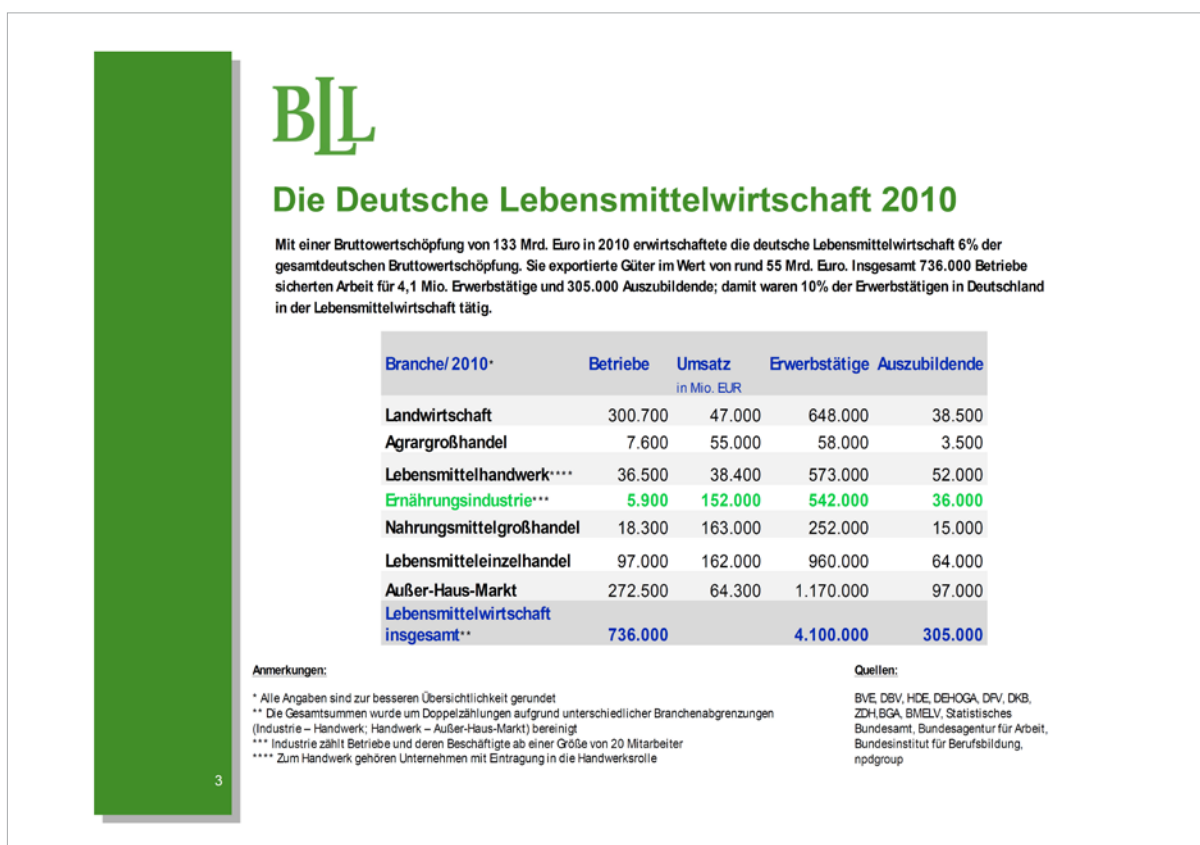 BLL
Die Deutsche Lebensmittelwirtschaft 2010
Mit einer Bruttowertschöpfung von 133 Mrd. Euro in 2010 erwirtschaftete die deutsche Lebensmittelwirtschaft 6% der
gesamtdeutschen Bruttowertschöpfung. Sie exportierte Güter im Wert von rund 55 Mrd. Euro. Insgesamt 736.000 Betriebe
sicherten Arbeit für 4,1 Mio. Erwerbstätige und 305.000 Auszubildende; damit waren 10% der Erwerbstätigen in Deutschland
in der Lebensmittelwirtschaft tätig.
Branche/ 2010* Betriebe Umsatz Erwerbstätige Auszubildende
in Mio. EUR
Landwirtschaft 300.700 47.000 648.000 38.500
Agrargroßhandel 7.600 55.000 58.000 3.500
Lebensmittelhandwerk**** 36.500 38.400 573.000 52.000
Ernährungsindustrie*** 5.900 152.000 542.000 36.000
Nahrungsmittelgroßhandel 18.300 163.000 252.000 15.000
Lebensmitteleinzelhandel 97.000 162.000 960.000 64.000
Außer-Haus-Markt 272.500 64.300 1.170.000 97.000
Lebensmittelwirtschaft
insgesamt** 736.000 4.100.000 305.000
Anmerkungen:
* Alle Angaben sind zur besseren Übersichtlichkeit gerundet
** Die Gesamtsummen wurde um Doppelzählungen aufgrund unterschiedlicher Branchenabgrenzungen
(Industrie – Handwerk; Handwerk – Außer-Haus-Markt) bereinigt
*** Industrie zählt Betriebe und deren Beschäftigte ab einer Größe von 20 Mitarbeiter
**** Zum Handwerk gehören Unternehmen mit Eintragung in die Handwerksrolle
Quellen:
BVE, DBV, HDE, DEHOGA, DFV, DKB,
ZDH,BGA, BMELV, Statistisches
Bundesamt, Bundesagentur für Arbeit,
Bundesinstitut für Berufsbildung,
npdgroup
3